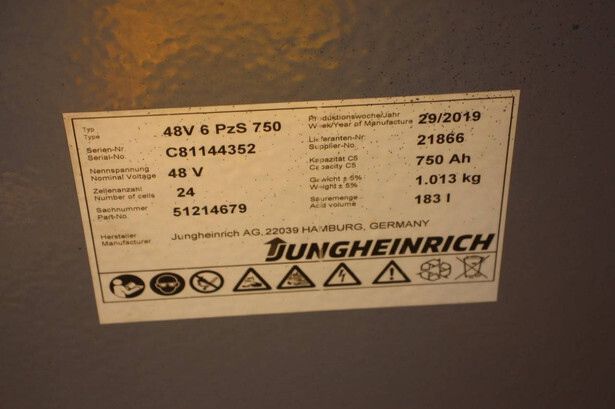 Typ
Type
48V 6 PzS 750
Serien-Nr
Serial-No
C81144352
Nennspannung
Nominal Voltage
48 V
Zellenanzahl
Number of cells
24
Sachnummer
Part-No.
51214679
Produktionswoche/Jahr
Week/Year of Manufacture
29/2019
Lieferanten-Nr.
Supplier-No
21866
Kapazität C5
Capacity C5
750 Ah
Gewicht ± 5%
Weight ± 5%
1.013 kg
Säuremenge
Acid volume
183 l
Hersteller
Manufacturer
Jungheinrich AG, 22039 HAMBURG, GERMANY
JUNGHEINRICH